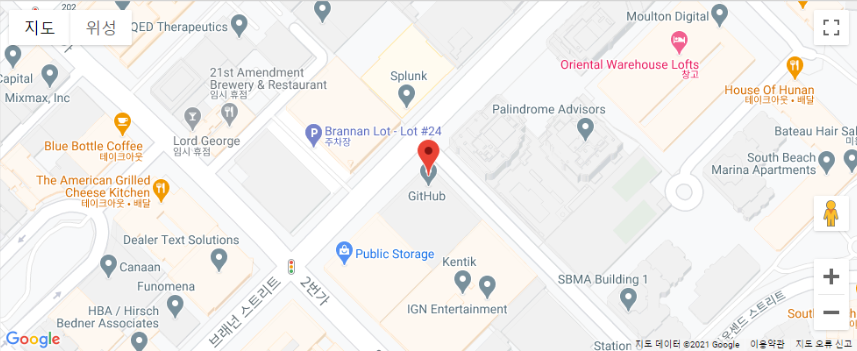 지도
위성
202
QED Therapeutics
Moulton Digital
Oriental Warehouse Lofts
창고
Capital
Mixmax, Inc
21st Amendment
Brewery & Restaurant
임시 휴점
Splunk
House Of Hunan
테이크아웃 • 배달
Palindrome Advisors
Lord George
임시 휴점
Brannan Lot - Lot #24
주차장
Blue Bottle Coffee
테이크아웃
Bateau Hair Sal
South Beach
Marina Apartments
The American Grilled
Cheese Kitchen
테이크아웃 • 배달
GitHub
Dealer Text Solutions
Public Storage
Kentik
Canaan
Funomena
SBMA Building 1
2번가
브래넌 스트리트
IGN Entertainment
HBA / Hirsch
Bedner Associates
운센드 스트리트
South
Google
지도 데이터 ©2021 Google
이용약관
지도 오류 신고